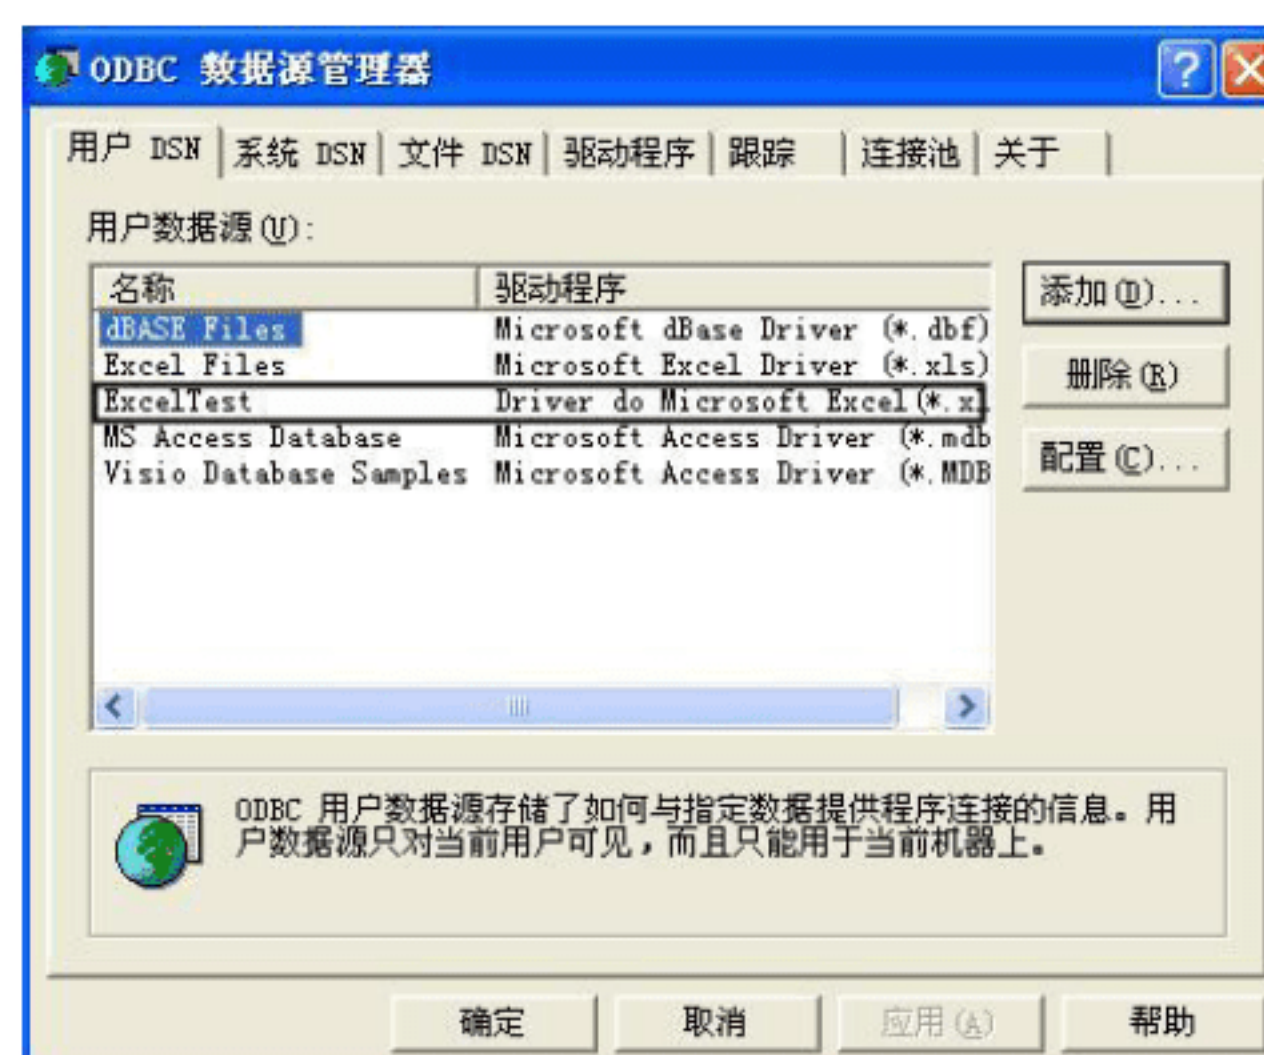 ODBC 数据源管理器
用户 DSN 系统 DSN 文件 DSN 驱动程序 跟踪 连接池 关于
用户数据源(U):
名称 驱动程序
添加(D)...
dBASE Files Microsoft dBase Driver (*.dbf)
Excel Files Microsoft Excel Driver (*.xls)
删除(R)
ExcelTest Driver do Microsoft Excel(*.xl
MS Access Database Microsoft Access Driver (*.mdb
配置(C)...
Visio Database Samples Microsoft Access Driver (*.MDB
ODBC 用户数据源存储了如何与指定数据提供程序连接的信息。用
户数据源只对当前用户可见，而且只能用于当前机器上。
确定 取消 应用(A) 帮助